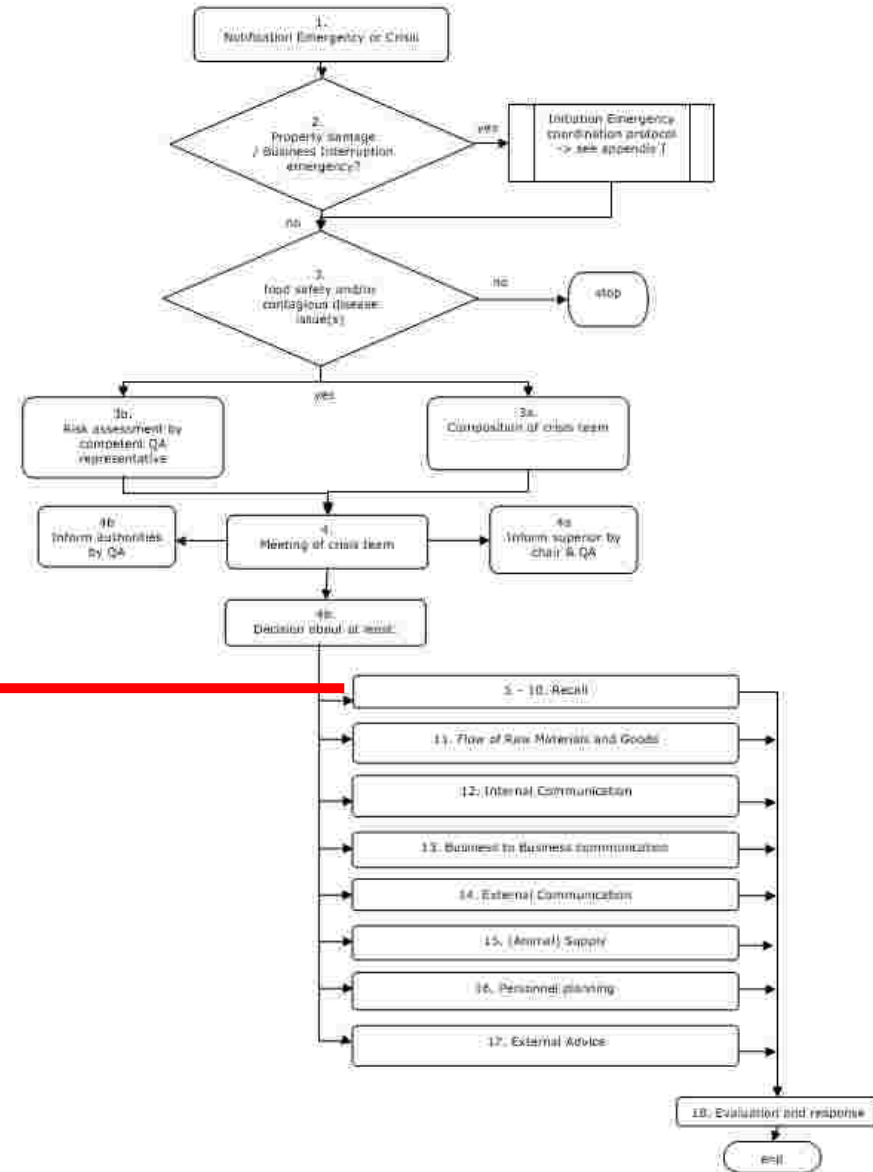 1.
Notification Emergency or Crisis
2.
Property damage
/ Business Interruption
emergency?
yes
Initiation Emergency
coordination protocol
-> see appendix
no
3.
food safety and/or
contagious disease
issue(s)
no
stop
yes
3b.
Risk assessment by
competent QA
representative
3a.
Composition of crisis team
4b
Inform authorities
by QA
4.
Meeting of crisis team
4a
Inform superior by
chair & QA
Decision about at least:
5 - 10. Recall
11. Flow of Raw Materials and Goods
12. Internal Communication
13. Business to Business communication
14. External Communication
15. (Animal) Supply
16. Personnel planning
17. External Advice
18. Evaluation and response
end